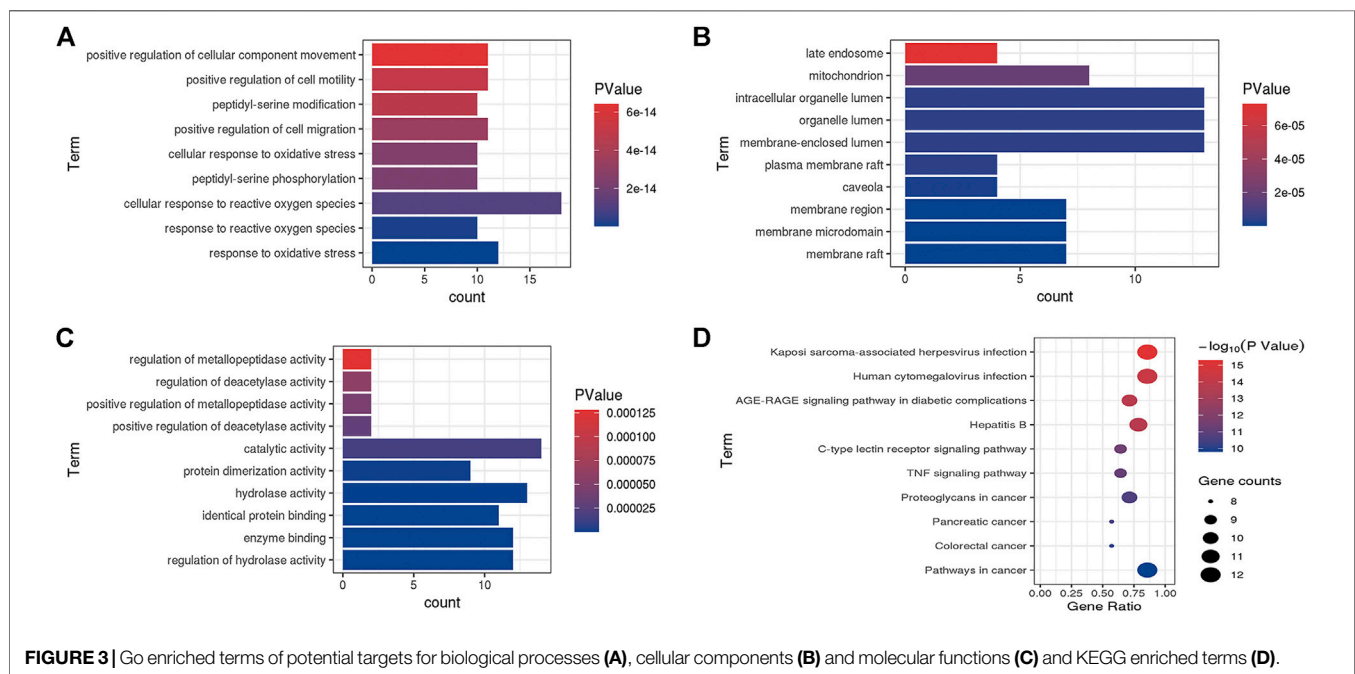 A
positive regulation of cellular component movement
positive regulation of cell motility
peptidyl-serine modification
positive regulation of cell migration
cellular response to oxidative stress
peptidyl-serine phosphorylation
cellular response to reactive oxygen species
response to reactive oxygen species
response to oxidative stress
Term
0 5 10 15
count
PValue
6e-14
4e-14
2e-14
B
late endosome
mitochondrion
intracellular organelle lumen
organelle lumen
membrane-enclosed lumen
plasma membrane raft
caveola
membrane region
membrane microdomain
membrane raft
Term
0 5 10
count
PValue
6e-05
4e-05
2e-05
C
regulation of metallopeptidase activity
regulation of deacetylase activity
positive regulation of metallopeptidase activity
positive regulation of deacetylase activity
catalytic activity
protein dimerization activity
hydrolase activity
identical protein binding
enzyme binding
regulation of hydrolase activity
Term
0 5 10
count
PValue
0.000125
0.000100
0.000075
0.000050
0.000025
D
Kaposi sarcoma-associated herpesvirus infection
Human cytomegalovirus infection
AGE-RAGE signaling pathway in diabetic complications
Hepatitis B
C-type lectin receptor signaling pathway
TNF signaling pathway
Proteoglycans in cancer
Pancreatic cancer
Colorectal cancer
Pathways in cancer
Term
0.00 0.25 0.50 0.75 1.00
Gene Ratio
−log10(P Value)
15
14
13
12
11
10
Gene counts
8
9
10
11
12
FIGURE 3 | Go enriched terms of potential targets for biological processes (A), cellular components (B) and molecular functions (C) and KEGG enriched terms (D).